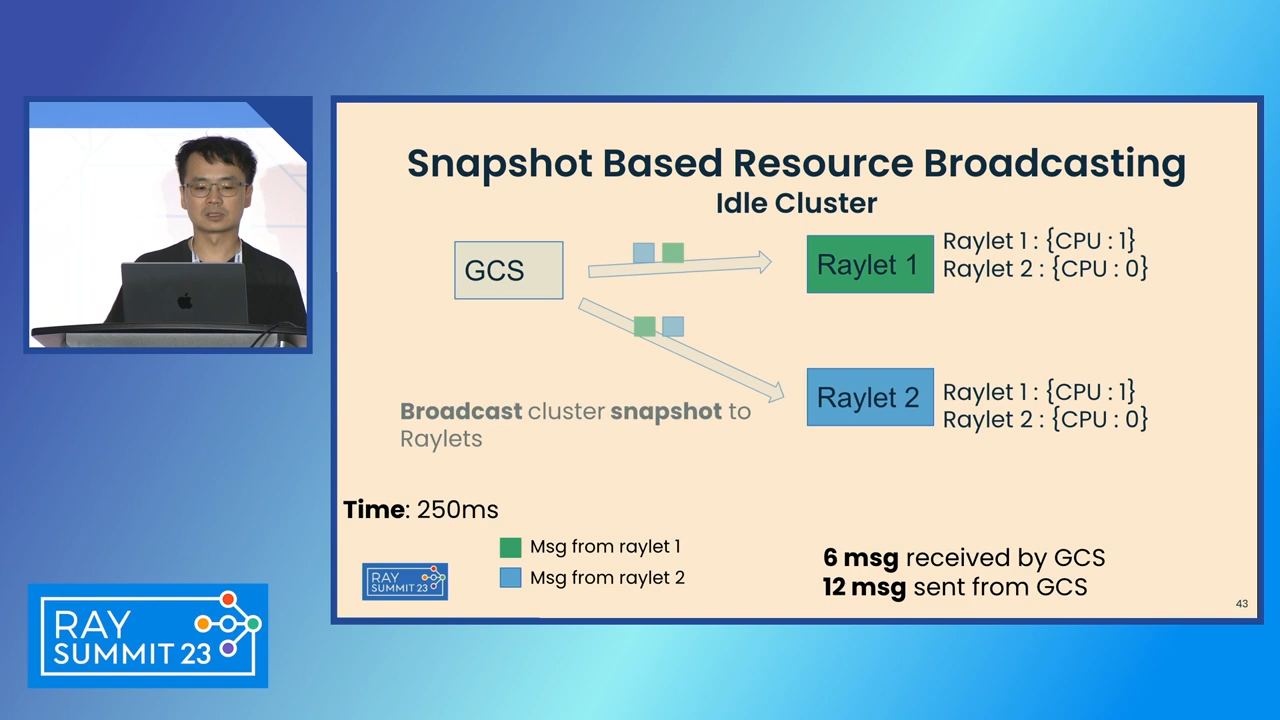 Snapshot Based Resource Broadcasting
Idle Cluster
GCS
Raylet 1
Raylet 1 : {CPU : 1}
Raylet 2 : {CPU : 0}
Raylet 2
Raylet 1 : {CPU : 1}
Raylet 2 : {CPU : 0}
Broadcast cluster snapshot to
Raylets
Time: 250ms
Msg from raylet 1
Msg from raylet 2
6 msg received by GCS
12 msg sent from GCS
43
RAY
SUMMIT 23
RAY
SUMMIT 23